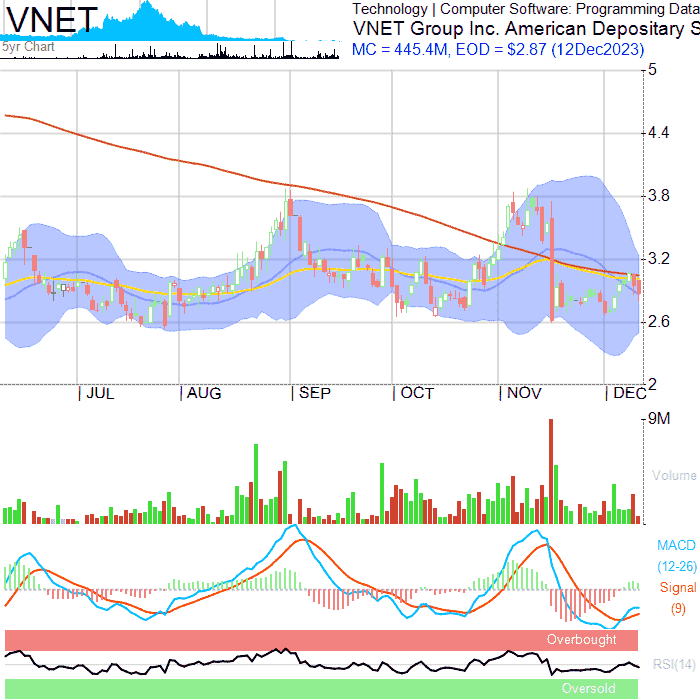 VNET
5yr Chart
Technology | Computer Software: Programming Data
VNET Group Inc. American Depositary S
MC = 445.4M, EOD = $2.87 (12Dec2023)
5
4.4
3.8
3.2
2.6
2
JUL
AUG
SEP
OCT
NOV
DEC
9M
Volume
MACD
(12-26)
Signal
(9)
Overbought
RSI(14)
Oversold